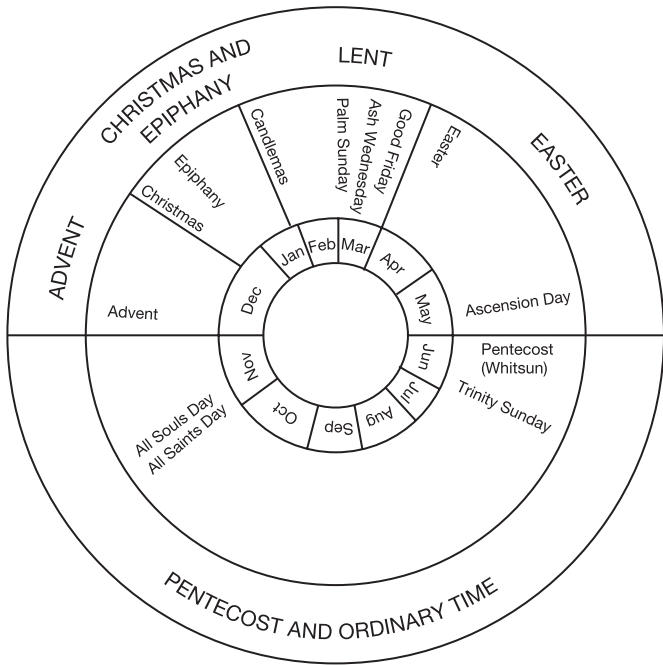 CHRISTMAS AND
EPIPHANY
LENT
EASTER
ADVENT
PENTECOST AND ORDINARY TIME
Candlemas
Palm Sunday
Ash Wednesday
Good Friday
Easter
Epiphany
Christmas
Advent
Ascension Day
Pentecost
(Whitsun)
Trinity Sunday
All Souls Day
All Saints Day
Jan
Feb
Mar
Apr
May
Jun
Jul
Aug
Sep
Oct
Nov
Dec